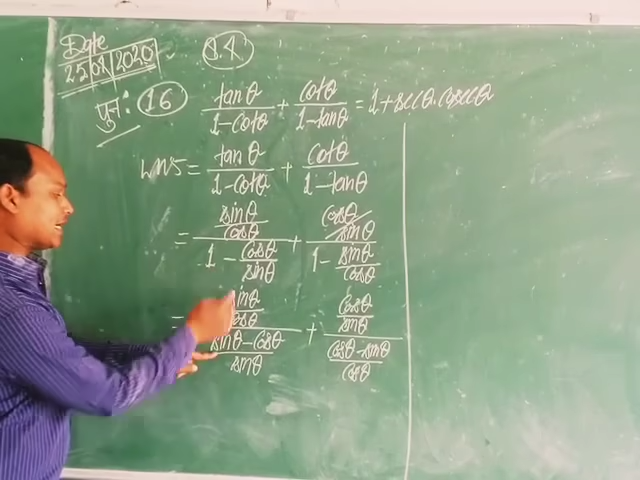 Date
25|08|2020
8.4
पुन: 16 tanθ/(1-cotθ) + cotθ/(1-tanθ) = 1+secθ.cosecθ
LHS = tanθ/(1-cotθ) + cotθ/(1-tanθ)
= (sinθ/cosθ)/(1 - cosθ/sinθ) + (cosθ/sinθ)/(1 - sinθ/cosθ)
= (sinθ/cosθ)/((sinθ-cosθ)/sinθ) + (cosθ/sinθ)/((cosθ-sinθ)/cosθ)